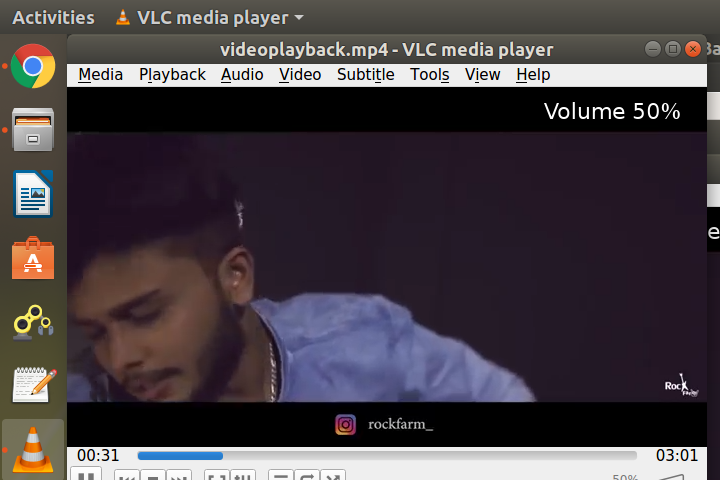 Activities VLC media player
videoplayback.mp4 - VLC media player
Media Playback Audio Video Subtitle Tools View Help
Volume 50%
Rock
rockfarm_
00:31 03:01
50%